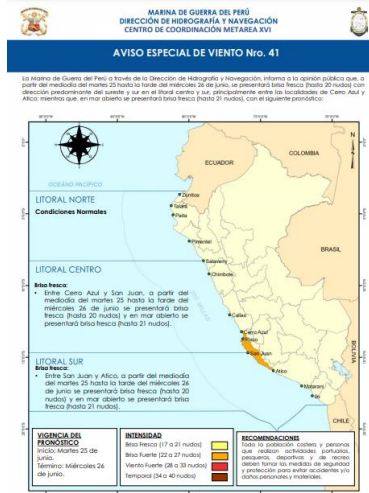 MARINA DE GUERRA DEL PERÚ
DIRECCIÓN DE HIDROGRAFÍA Y NAVEGACIÓN
CENTRO DE COORDINACIÓN METAREA XVI
AVISO ESPECIAL DE VIENTO Nro. 41
La Marina de Guerra del Perú a través de la Dirección de Hidrografía y Navegación, informa a la opinión pública que, a
partir del mediodía del martes 25 hasta la tarde del miércoles 26 de junio, se presentará brisa fresca (hasta 20 nudos) con
dirección predominante del sureste y sur en el litoral centro y sur, principalmente entre las localidades de Cerro Azul y
Atico; mientras que, en mar abierto se presentará brisa fresca (hasta 21 nudos), con el siguiente pronóstico:
N
COLOMBIA
ECUADOR
OCEÁNO PACÍFICO
LITORAL NORTE
Condiciones Normales
Zorritos
Talara
Paita
Pimentel
BRASIL
Salaverry
LITORAL CENTRO
Chimbote
Brisa fresca:
• Entre Cerro Azul y San Juan, a partir del
mediodía del martes 25 hasta la tarde del
miércoles 26 de junio se presentará brisa
fresca (hasta 20 nudos) y en mar abierto se
presentará brisa fresca (hasta 21 nudos).
Callao
Cerro Azul
Pisco
San Juan
BOLIVIA
LITORAL SUR
Brisa fresca:
• Entre San Juan y Atico, a partir del mediodía
del martes 25 hasta la tarde del miércoles 26
de junio se presentará brisa fresca (hasta 20
nudos) y en mar abierto se presentará brisa
fresca (hasta 21 nudos).
Atico
Matarani
Ilo
CHILE
VIGENCIA DEL
PRONÓSTICO
Inicio: Martes 25 de
junio.
Término: Miércoles 26
de junio.
INTENSIDAD
Brisa Fresca (17 a 21 nudos)
Brisa Fuerte (22 a 27 nudos)
Viento Fuerte (28 a 33 nudos)
Temporal (34 a 40 nudos)
RECOMENDACIONES
Toda la población costera y personas
que realizan actividades portuarias,
pesqueras, deportivas y de recreo
deben tomar las medidas de seguridad
y protección para evitar accidentes y/o
daños personales y materiales.